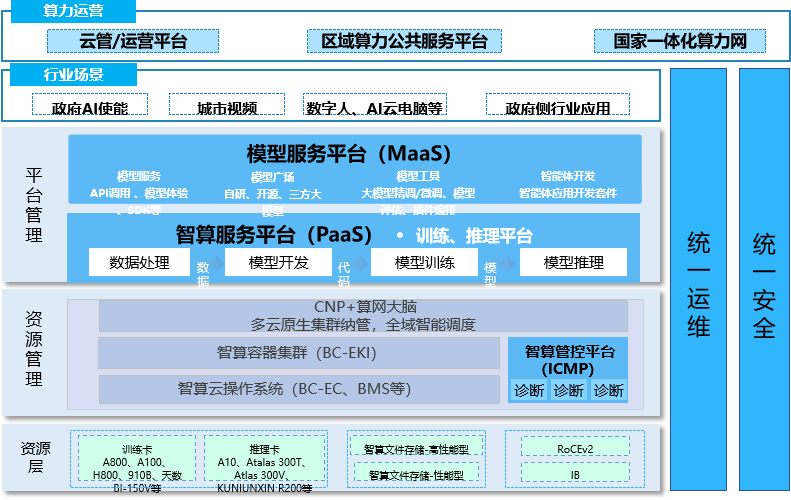 算力运营
云管/运营平台
区域算力公共服务平台
国家一体化算力网
行业场景
政府AI使能
城市视频
数字人、AI云电脑等
政府侧行业应用
平台管理
模型服务平台（MaaS）
模型服务
API调用 、模型体验
、SDK等
模型广场
自研、开源、三方大
模型
模型工具
大模型精调/微调、模型
评估、插件编排
智能体开发
智能体应用开发套件
智算服务平台（PaaS）
• 训练、推理平台
数据处理
数据
模型开发
代码
模型训练
模型
模型推理
资源管理
CNP+算网大脑
多云原生集群纳管，全域智能调度
智算容器集群（BC-EKI）
智算云操作系统（BC-EC、BMS等）
智算管控平台
（ICMP）
诊断
诊断
诊断
资源
层
训练卡
A800、A100、
H800、910B、天数
BI-150V等
推理卡
A10、Atalas 300T、
Atlas 300V、
KUNIUNXIN R200等
智算文件存储-高性能型
智算文件存储-性能型
RoCEv2
IB
统一运维
统一安全